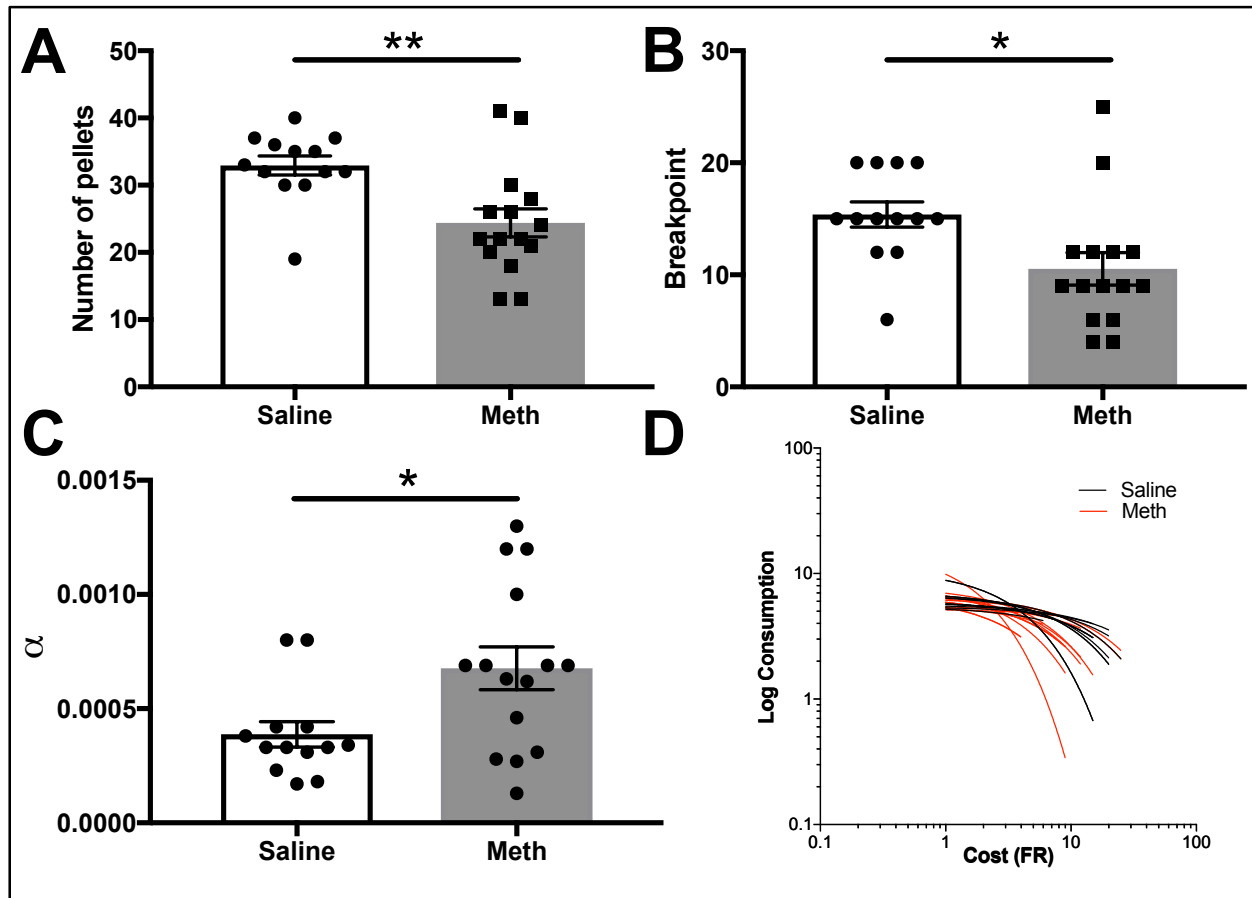 A
**
Number of pellets
50
40
30
20
10
0
Saline
Meth
B
*
Breakpoint
30
20
10
0
Saline
Meth
C
*
α
0.0015
0.0010
0.0005
0.0000
Saline
Meth
D
Log Consumption
100
10
1
0.1
Saline
Meth
0.1
1
10
100
Cost (FR)